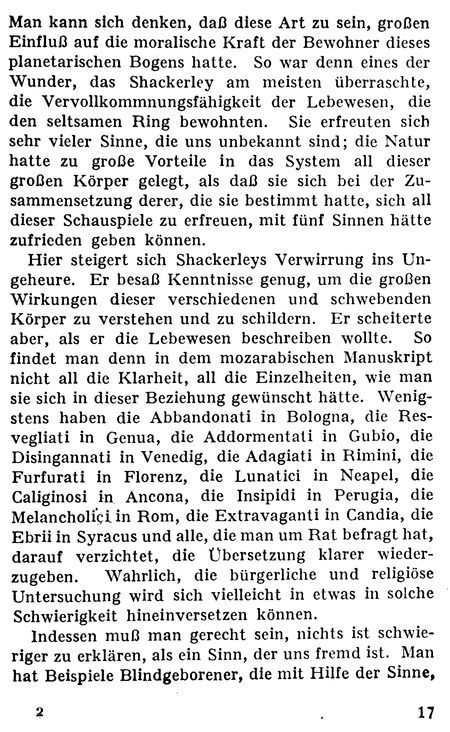 Man kann sich denken, daß diese Art zu sein, großen
Einfluß auf die moralische Kraft der Bewohner dieses
planetarischen Bogens hatte. So war denn eines der
Wunder, das Shackerley am meisten überraschte,
die Vervollkommnungsfähigkeit der Lebewesen, die
den seltsamen Ring bewohnten. Sie erfreuten sich
sehr vieler Sinne, die uns unbekannt sind; die Natur
hatte zu große Vorteile in das System all dieser
großen Körper gelegt, als daß sie sich bei der Zu-
sammensetzung derer, die sie bestimmt hatte, sich all
dieser Schauspiele zu erfreuen, mit fünf Sinnen hätte
zufrieden geben können.
Hier steigert sich Shackerleys Verwirrung ins Un-
geheure. Er besaß Kenntnisse genug, um die großen
Wirkungen dieser verschiedenen und schwebenden
Körper zu verstehen und zu schildern. Er scheiterte
aber, als er die Lebewesen beschreiben wollte. So
findet man denn in dem mozarabischen Manuskript
nicht all die Klarheit, all die Einzelheiten, wie man
sie sich in dieser Beziehung gewünscht hätte. Wenig-
stens haben die Abbandonati in Bologna, die Res-
vegliati in Genua, die Addormentati in Gubio, die
Disingannati in Venedig, die Adagiati in Rimini, die
Furfurati in Florenz, die Lunatici in Neapel, die
Caliginosi in Ancona, die Insipidi in Perugia, die
Melancholici in Rom, die Extravaganti in Candia, die
Ebrii in Syracus und alle, die man um Rat befragt hat,
darauf verzichtet, die Übersetzung klarer wieder-
zugeben. Wahrlich, die bürgerliche und religiöse
Untersuchung wird sich vielleicht in etwas in solche
Schwierigkeit hineinversetzen können.
Indessen muß man gerecht sein, nichts ist schwie-
riger zu erklären, als ein Sinn, der uns fremd ist. Man
hat Beispiele Blindgeborener, die mit Hilfe der Sinne,
2 17